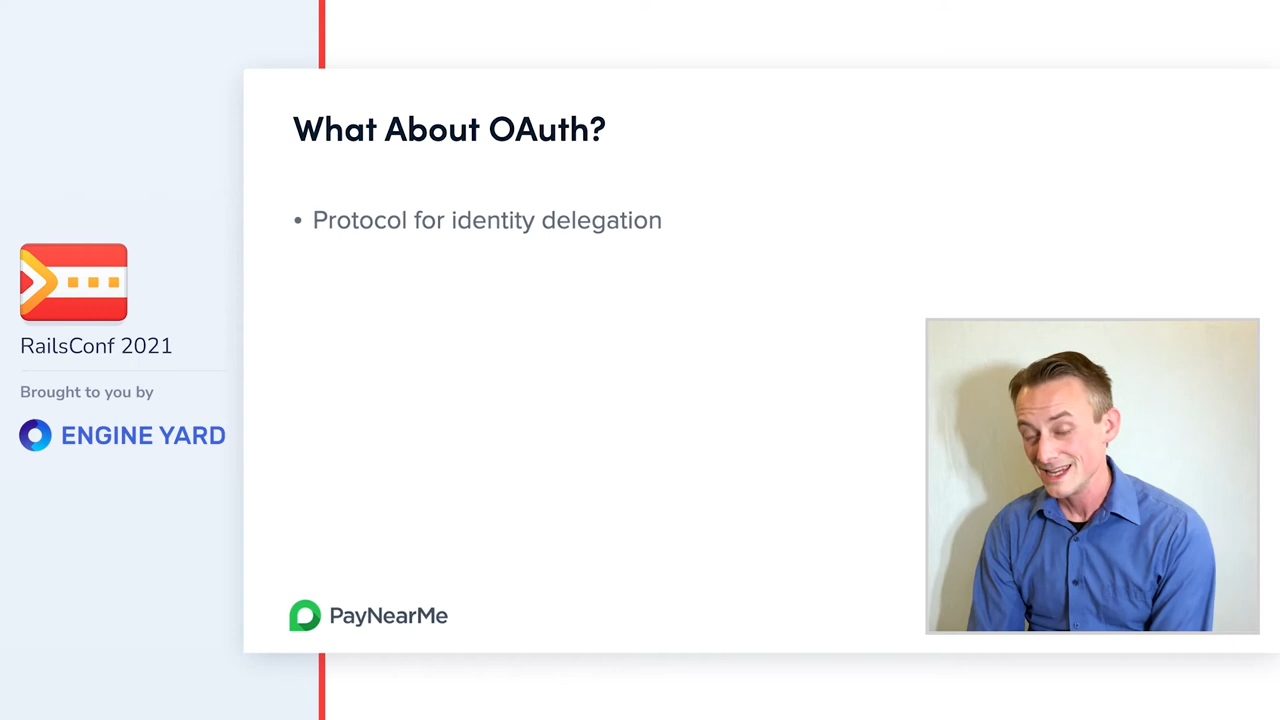 What About OAuth?
• Protocol for identity delegation
RailsConf 2021
Brought to you by
ENGINE YARD
PayNearMe